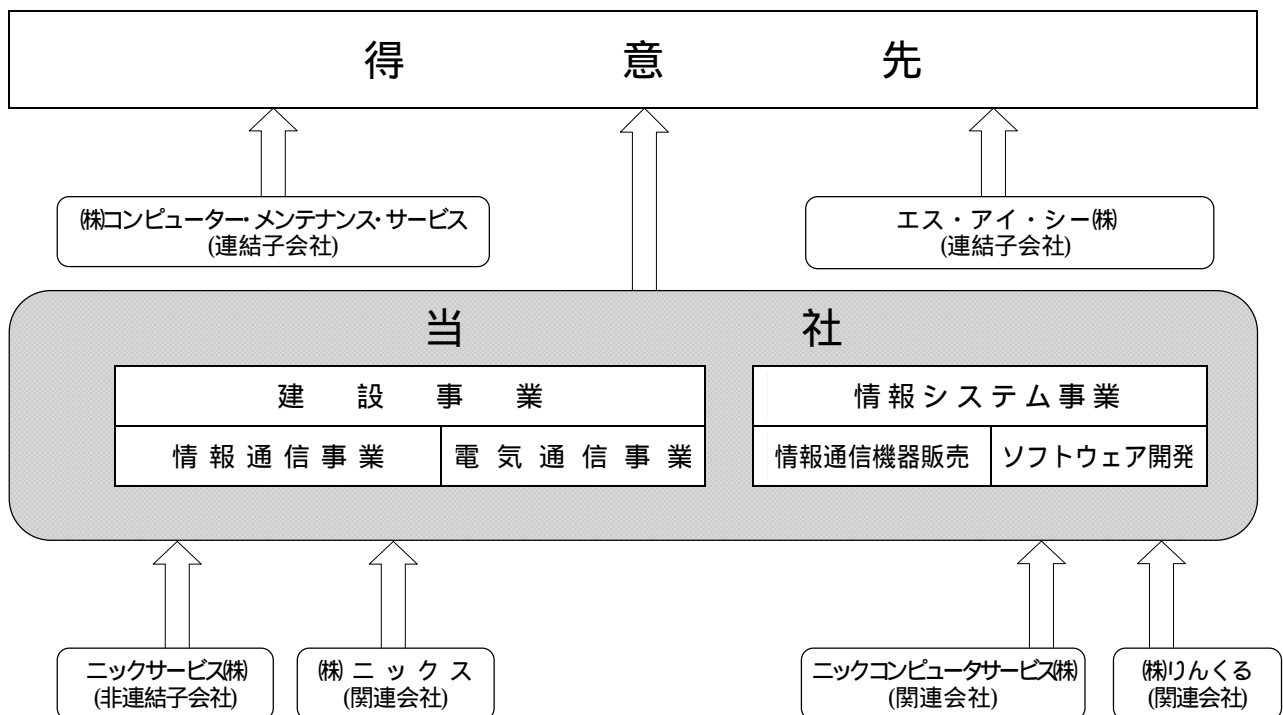 得意先
㈱コンピューター・メンテナンス・サービス
(連結子会社)
エス・アイ・シー㈱
(連結子会社)
当社
建設事業
情報通信事業
電気通信事業
情報システム事業
情報通信機器販売
ソフトウェア開発
ニックサービス㈱
(非連結子会社)
㈱ニックス
(関連会社)
ニックコンピュータサービス㈱
(関連会社)
㈱りんくる
(関連会社)